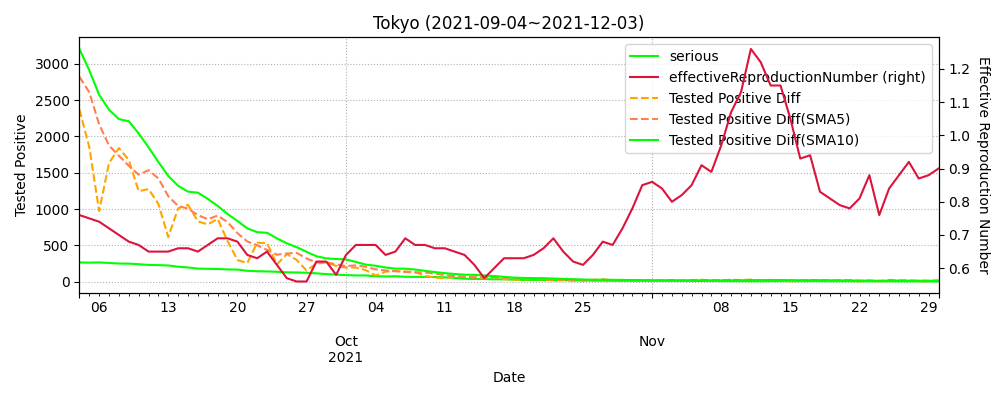 Tokyo (2021-09-04~2021-12-03)
serious
effectiveReproductionNumber (right)
Tested Positive Diff
Tested Positive Diff(SMA5)
Tested Positive Diff(SMA10)
3000
2500
2000
1500
1000
500
0
Tested Positive
1.2
1.1
1.0
0.9
0.8
0.7
0.6
Effective Reproduction Number
06 13 20 27 04 11 18 25 08 15 22 29
Oct Nov
2021
Date